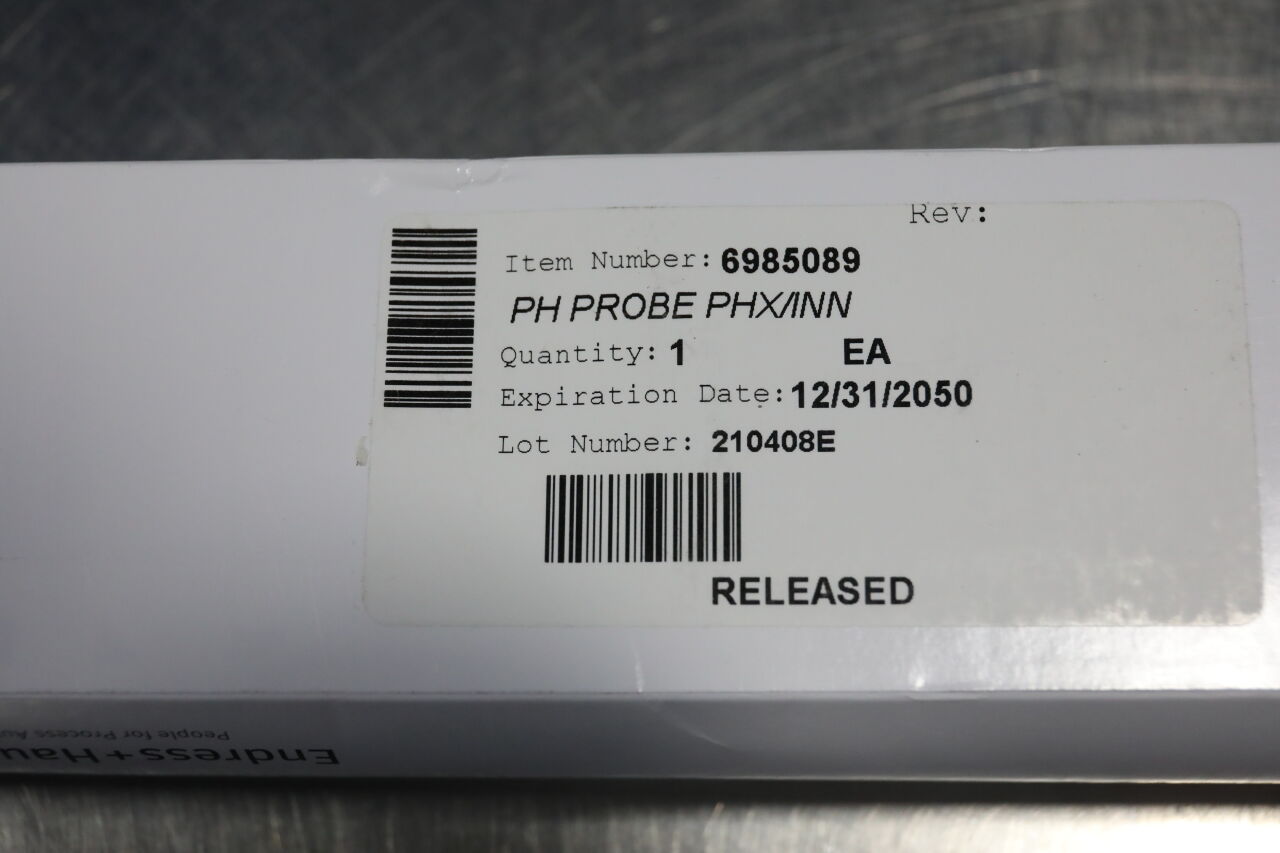 Rev:
Item Number: 6985089
PH PROBE PHX/INN
Quantity: 1 EA
Expiration Date: 12/31/2050
Lot Number: 210408E
RELEASED
Endress+Hau
People for Process Au